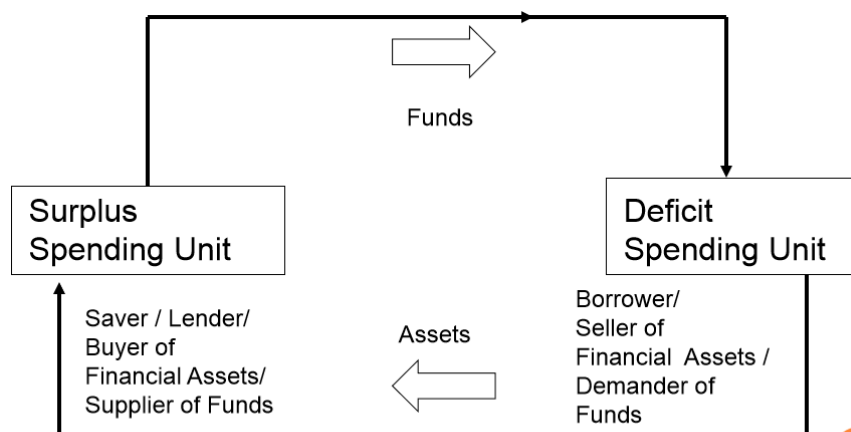 Funds
Surplus
Spending Unit
Deficit
Spending Unit
Saver / Lender/
Buyer of
Financial Assets/
Supplier of Funds
Assets
Borrower/
Seller of
Financial Assets /
Demander of
Funds